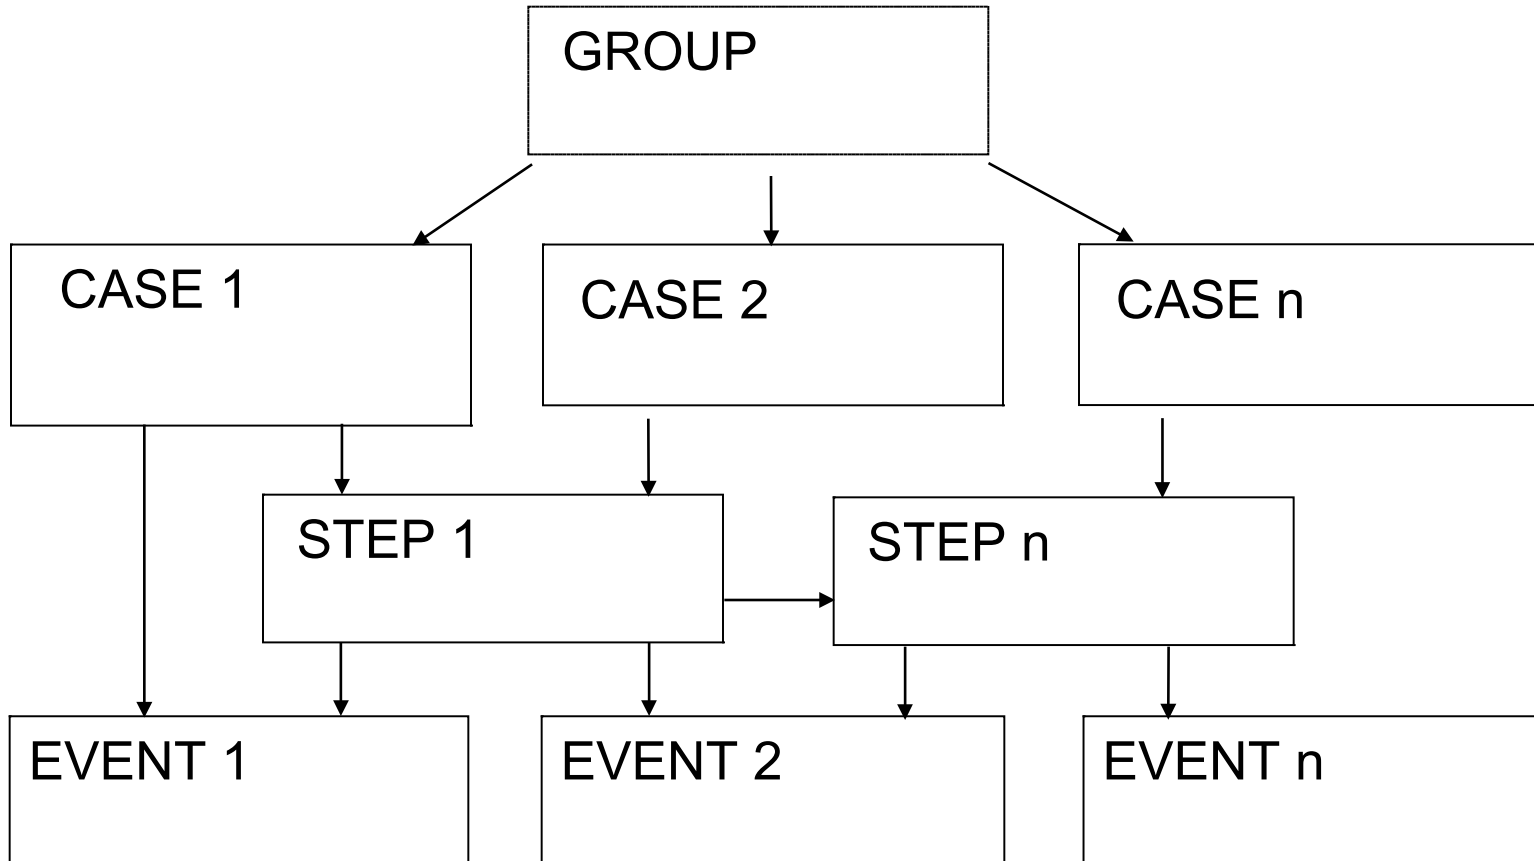 GROUP
CASE 1
CASE 2
CASE n
STEP 1
STEP n
EVENT 1
EVENT 2
EVENT n